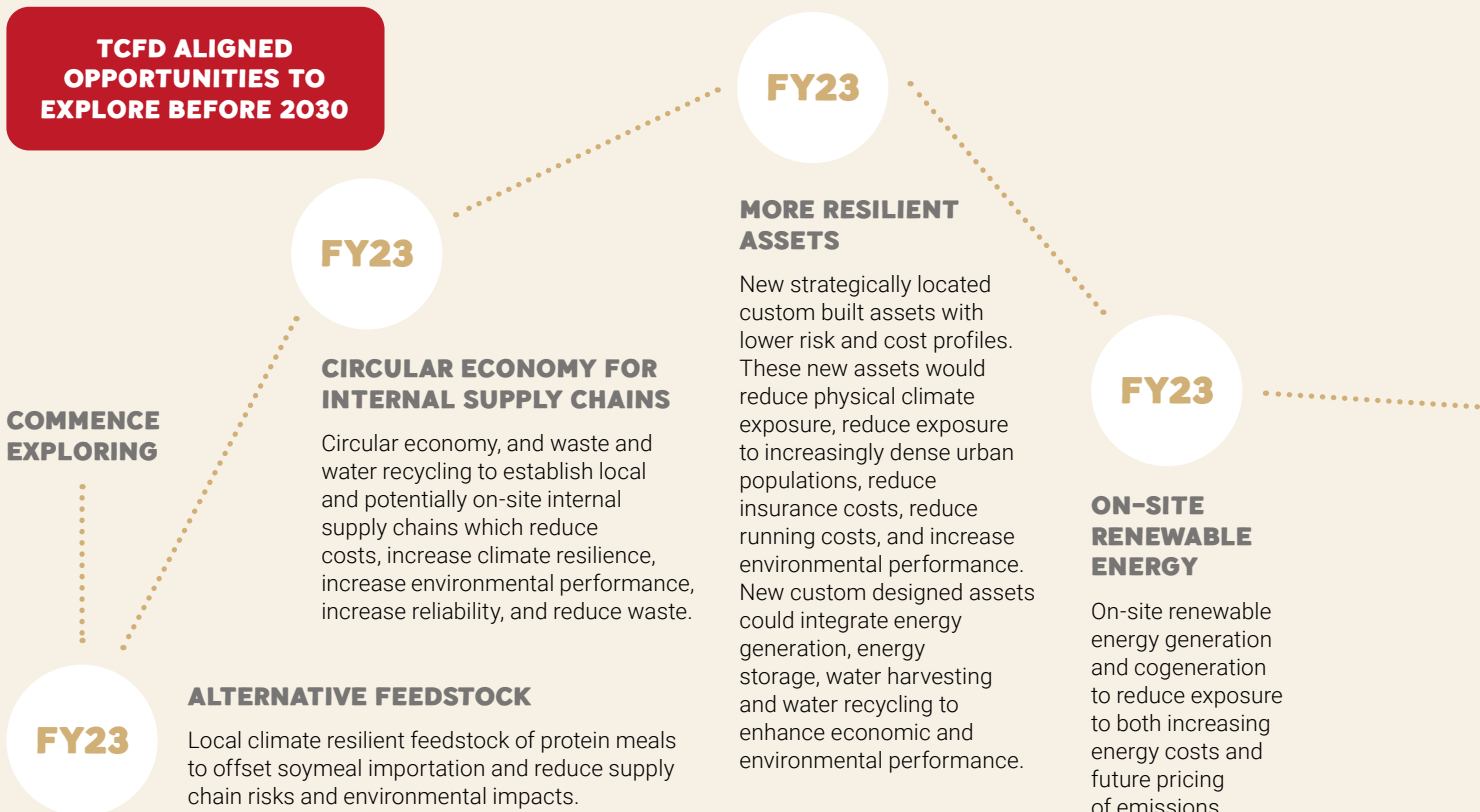 TCFD ALIGNED
OPPORTUNITIES TO
EXPLORE BEFORE 2030
COMMENCE
EXPLORING
FY23
ALTERNATIVE FEEDSTOCK
Local climate resilient feedstock of protein meals
to offset soymeal importation and reduce supply
chain risks and environmental impacts.
FY23
CIRCULAR ECONOMY FOR
INTERNAL SUPPLY CHAINS
Circular economy, and waste and
water recycling to establish local
and potentially on-site internal
supply chains which reduce
costs, increase climate resilience,
increase environmental performance,
increase reliability, and reduce waste.
FY23
MORE RESILIENT
ASSETS
New strategically located
custom built assets with
lower risk and cost profiles.
These new assets would
reduce physical climate
exposure, reduce exposure
to increasingly dense urban
populations, reduce
insurance costs, reduce
running costs, and increase
environmental performance.
New custom designed assets
could integrate energy
generation, energy
storage, water harvesting
and water recycling to
enhance economic and
environmental performance.
FY23
ON-SITE
RENEWABLE
ENERGY
On-site renewable
energy generation
and cogeneration
to reduce exposure
to both increasing
energy costs and
future pricing
of emissions